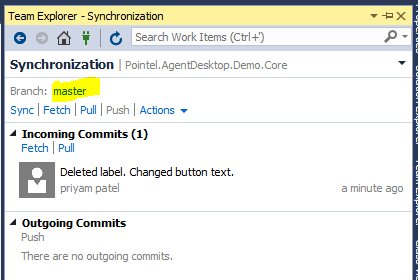 Team Explorer - Synchronization
Search Work Items (Ctrl+')
Synchronization | Pointel.AgentDesktop.Demo.Core
Branch: master
Sync | Fetch | Pull | Push | Actions
Incoming Commits (1)
Fetch | Pull
Deleted label. Changed button text.
priyam patel a minute ago
Outgoing Commits
Push
There are no outgoing commits.